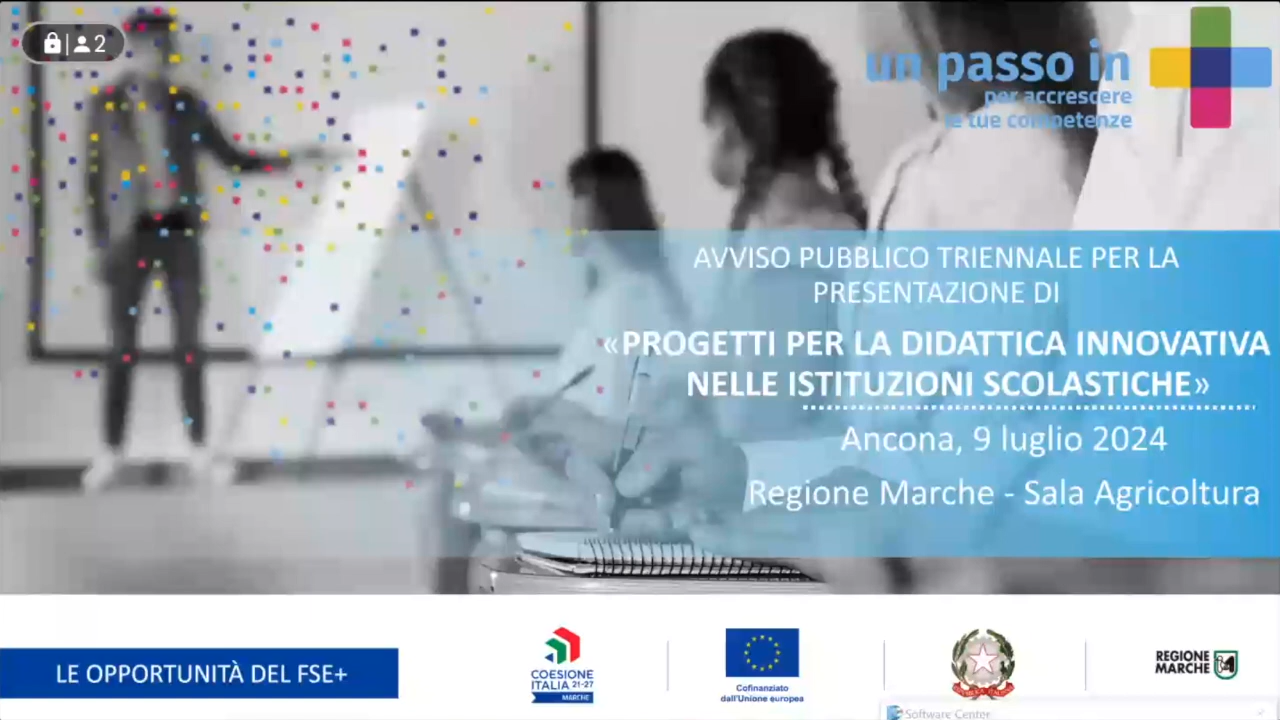 2
un passo in
per accrescere
le tue competenze
AVVISO PUBBLICO TRIENNALE PER LA
PRESENTAZIONE DI
«PROGETTI PER LA DIDATTICA INNOVATIVA
NELLE ISTITUZIONI SCOLASTICHE»
Ancona, 9 luglio 2024
Regione Marche - Sala Agricoltura
LE OPPORTUNITÀ DEL FSE+
COESIONE
ITALIA 21-27
MARCHE
Cofinanziato
dall'Unione europea
REGIONE
MARCHE
Software Center